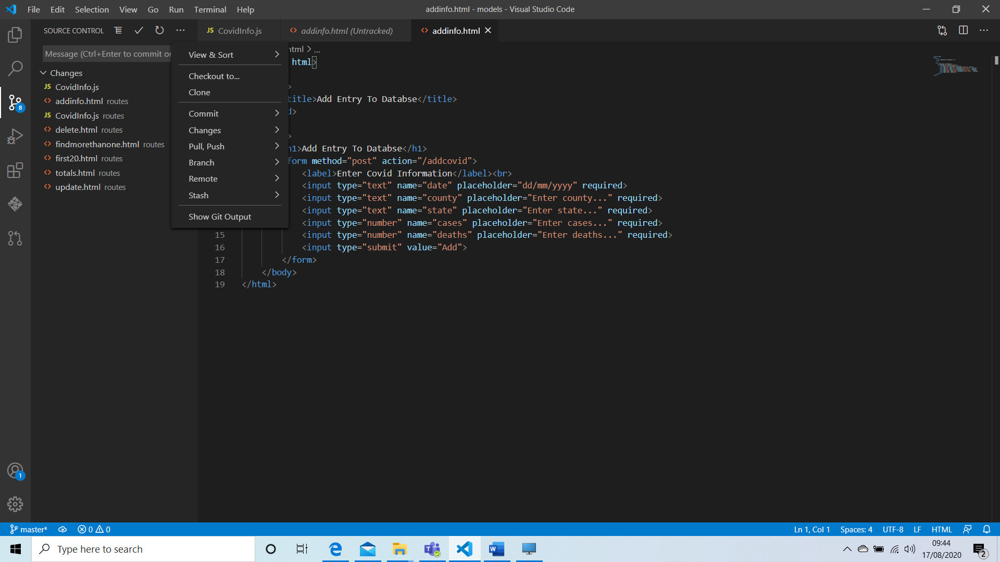 File Edit Selection View Go Run Terminal Help
addinfo.html - models - Visual Studio Code
SOURCE CONTROL
JS CovidInfo.js
<> addinfo.html (Untracked)
<> addinfo.html
Message (Ctrl+Enter to commit or
Changes
JS CovidInfo.js
<> addinfo.html routes
JS CovidInfo.js routes
<> delete.html routes
<> findmorethanone.html routes
<> first20.html routes
<> totals.html routes
<> update.html routes
8
1
View & Sort
Checkout to...
Clone
Commit
Changes
Pull, Push
Branch
Remote
Stash
Show Git Output
html > ...
html>
>
title>Add Entry To Databse</title>
d>
>
h1>Add Entry To Databse</h1>
form method="post" action="/addcovid">
<label>Enter Covid Information</label><br>
<input type="text" name="date" placeholder="dd/mm/yyyy" required>
<input type="text" name="county" placeholder="Enter county..." required>
<input type="text" name="state" placeholder="Enter state..." required>
<input type="number" name="cases" placeholder="Enter cases..." required>
15 <input type="number" name="deaths" placeholder="Enter deaths..." required>
16 <input type="submit" value="Add">
17 </form>
18 </body>
19 </html>
master* 0 0
Ln 1, Col 1 Spaces: 4 UTF-8 LF HTML
Type here to search
09:44
17/08/2020
2